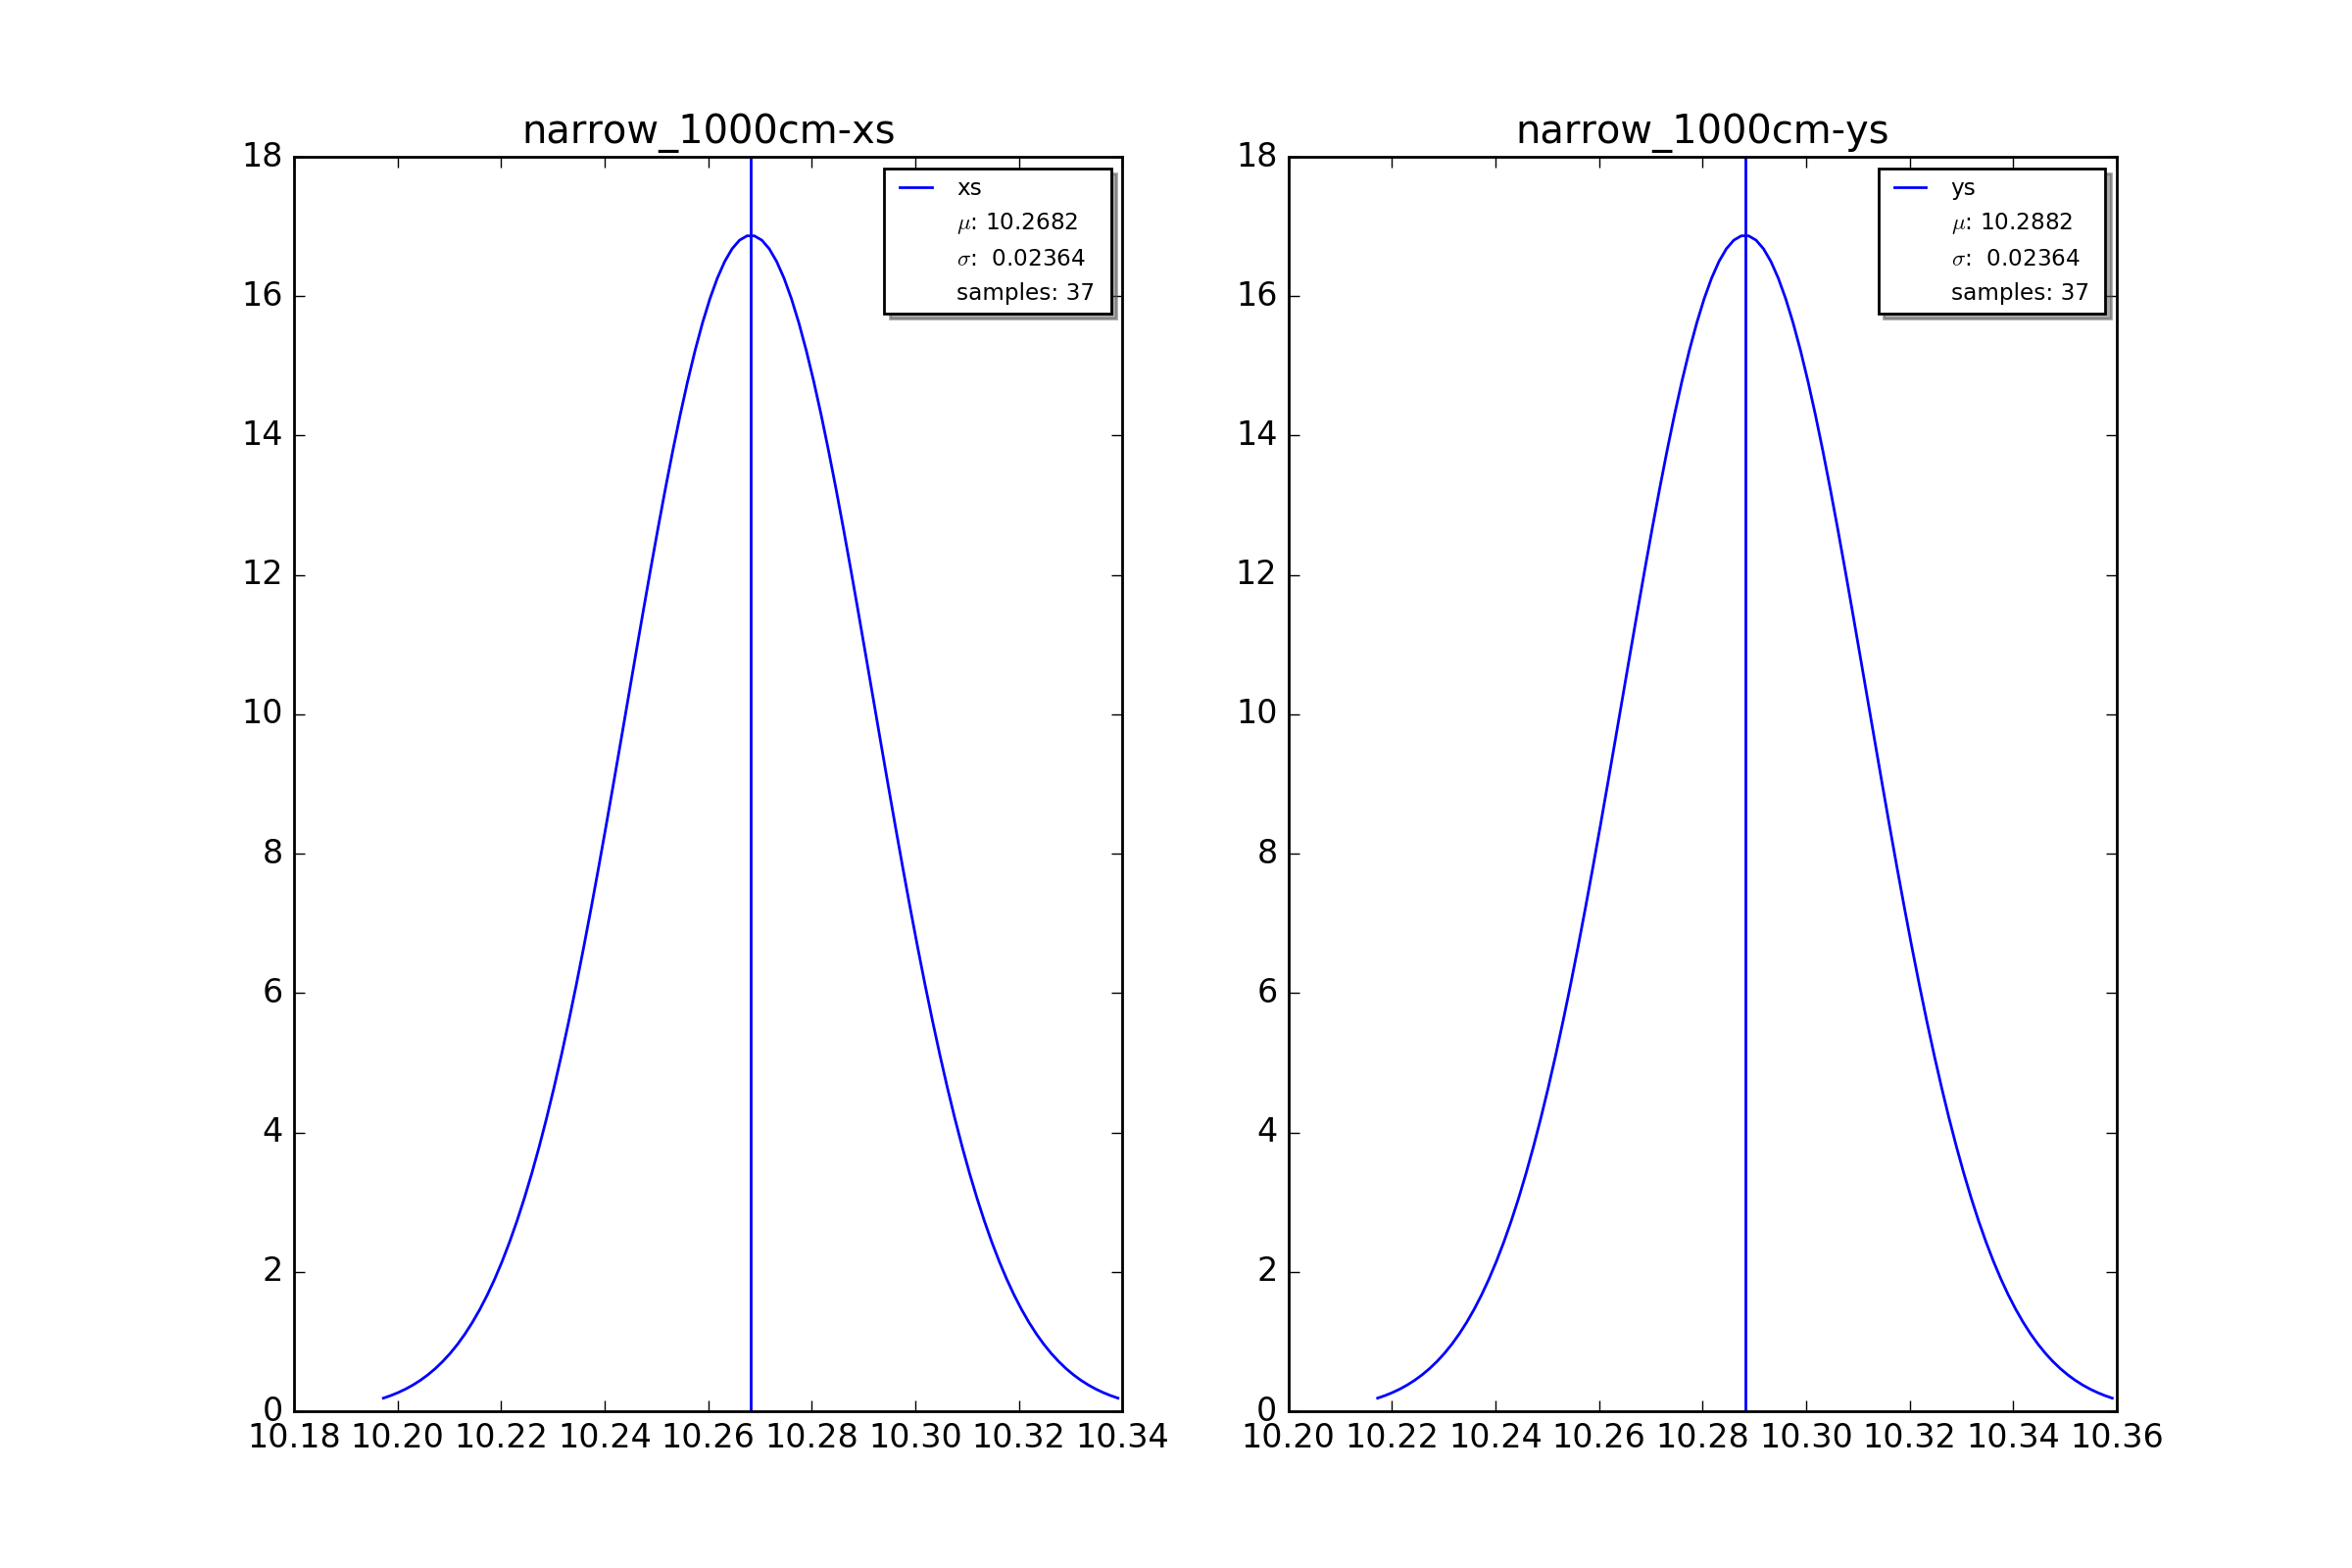 narrow_1000cm-xs
18
16
14
12
10
8
6
4
2
0
10.18 10.20 10.22 10.24 10.26 10.28 10.30 10.32 10.34
xs
μ: 10.2682
σ: 0.02364
samples: 37
narrow_1000cm-ys
18
16
14
12
10
8
6
4
2
0
10.20 10.22 10.24 10.26 10.28 10.30 10.32 10.34 10.36
ys
μ: 10.2882
σ: 0.02364
samples: 37